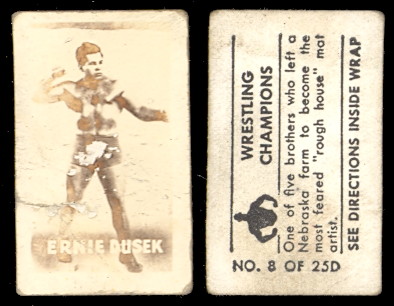 ERNIE DUSEK
WRESTLING
CHAMPIONS
One of five brothers who left a
Nebraska farm to become the
most feared "rough house" mat
artist.
SEE DIRECTIONS INSIDE WRAP
NO. 8 OF 25D